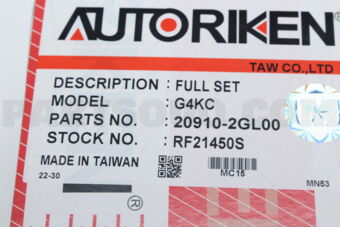 AUTORIKEN®
TAW CO.,LTD
DESCRIPTION : FULL SET
MODEL : G4KC
PARTS NO. : 20910-2GL00
STOCK NO. : RF21450S
MADE IN TAIWAN
22-30
MC15
MN53
®